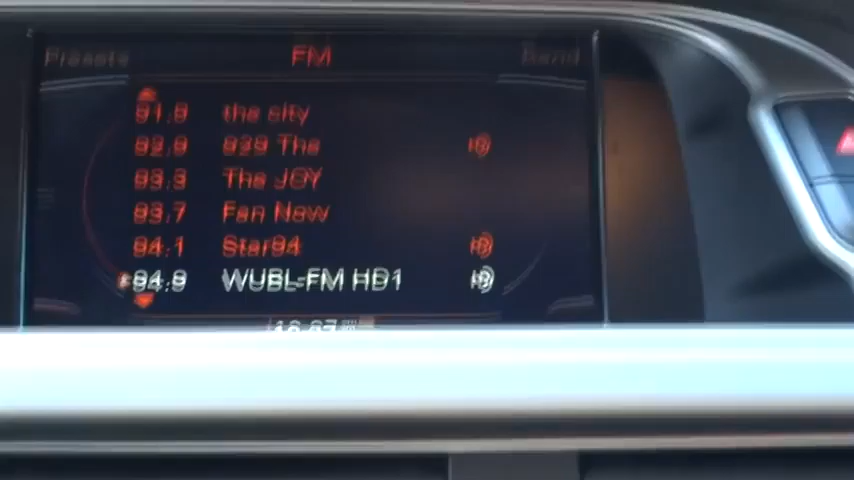 Presets FM Band
91.9 the city
92.9 929 The
93.3 The JOY
93.7 Fan Now
94.1 Star94
94.9 WUBL-FM HD1